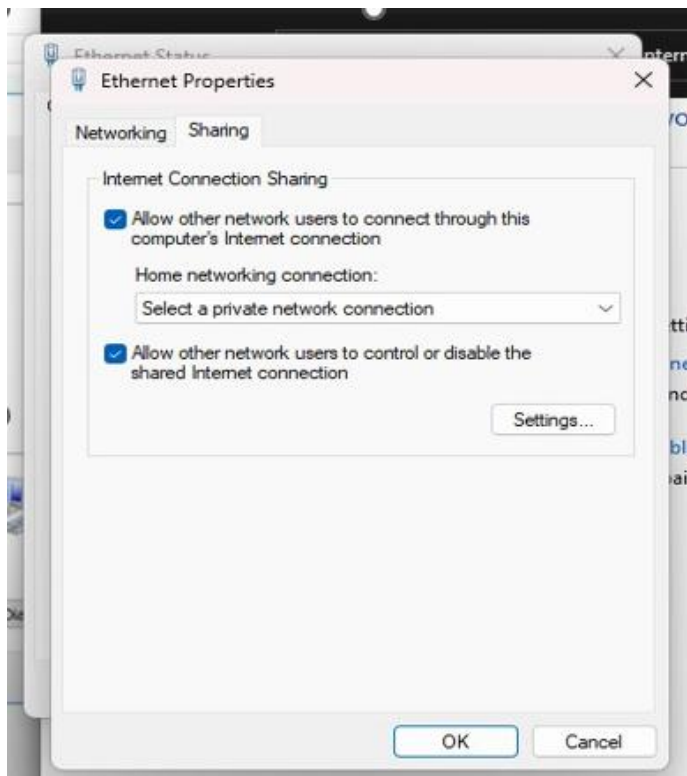 Ethernet Status
Ethernet Properties
Networking
Sharing
Internet Connection Sharing
Allow other network users to connect through this
computer's Internet connection
Home networking connection:
Select a private network connection
Allow other network users to control or disable the
shared Internet connection
Settings...
OK
Cancel